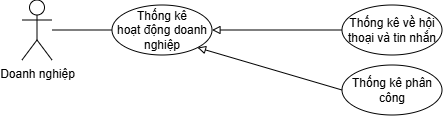 Thống kê
hoạt động doanh
nghiệp
Thống kê về hội
thoại và tin nhắn
Doanh nghiệp
Thống kê phân
công